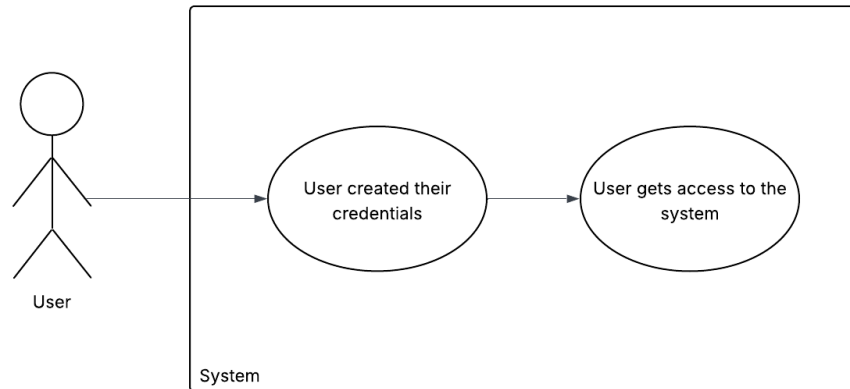 User created their
credentials
User gets access to the
system
User
System